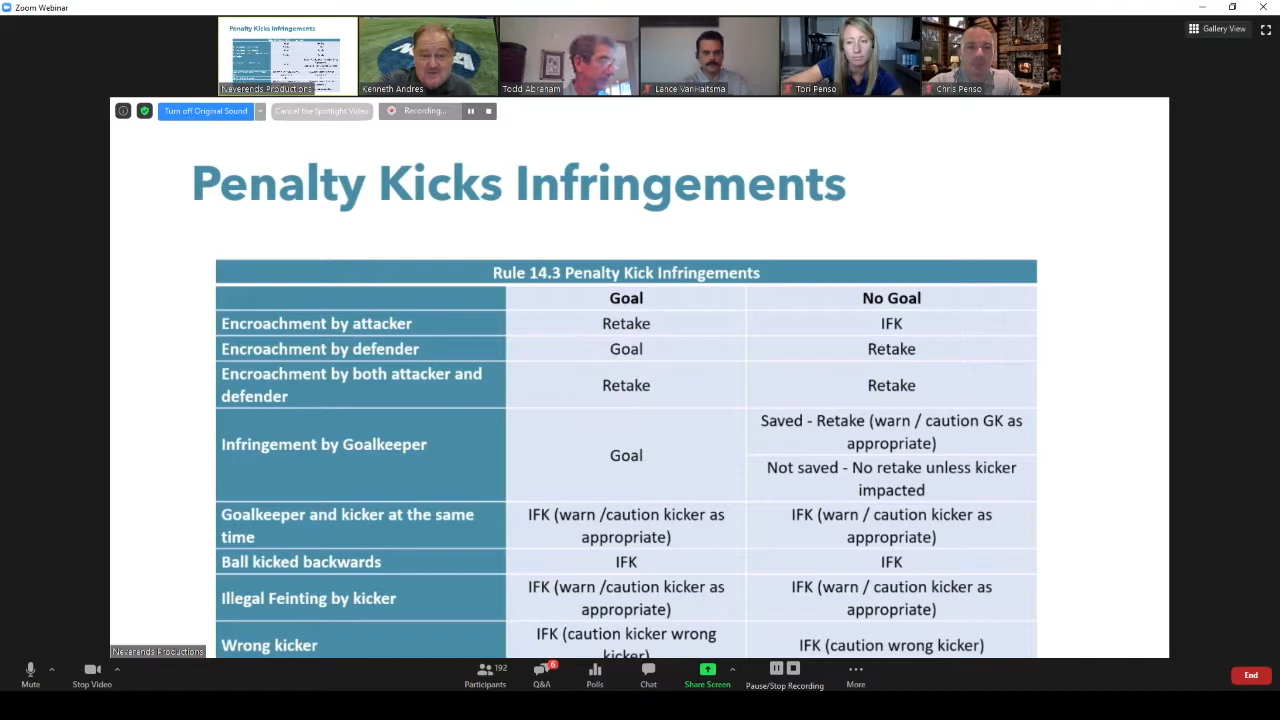 Zoom Webinar
Penalty Kicks Infringements
Neverends Productions
Kenneth Andres
Todd Abraham
Lance VanHaitsma
Tori Penso
Chris Penso
Gallery View
Turn off Original Sound
Cancel the Spotlight Video
Recording...
Penalty Kicks Infringements
Rule 14.3 Penalty Kick Infringements
Goal No Goal
Encroachment by attacker Retake IFK
Encroachment by defender Goal Retake
Encroachment by both attacker and
defender
Retake Retake
Infringement by Goalkeeper
Goal
Saved - Retake (warn / caution GK as
appropriate)
Not saved - No retake unless kicker
impacted
Goalkeeper and kicker at the same
time
IFK (warn /caution kicker as
appropriate)
IFK (warn / caution kicker as
appropriate)
Ball kicked backwards IFK IFK
Illegal Feinting by kicker
IFK (warn /caution kicker as
appropriate)
IFK (warn / caution kicker as
appropriate)
Wrong kicker
IFK (caution kicker wrong
kicker)
IFK (caution wrong kicker)
Neverends Productions
Mute
Stop Video
192
Participants
6
Q&A
Polls
Chat
Share Screen
Pause/Stop Recording
More
End